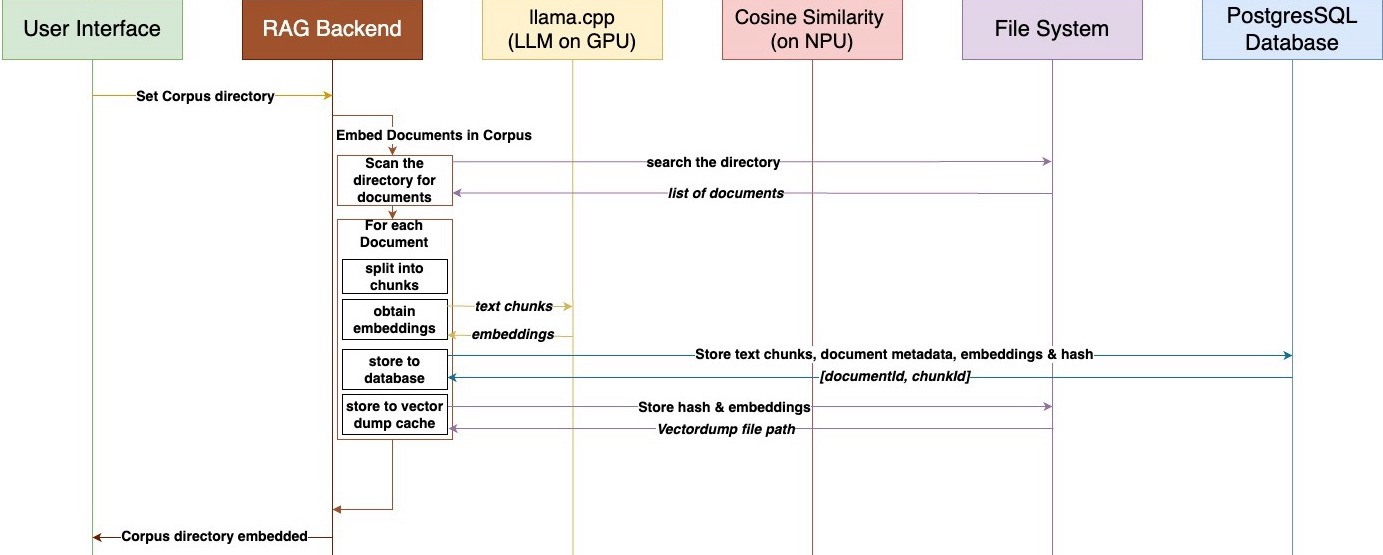 User Interface
RAG Backend
llama.cpp
(LLM on GPU)
Cosine Similarity
(on NPU)
File System
PostgresSQL
Database
Set Corpus directory
Embed Documents in Corpus
Scan the
directory for
documents
search the directory
list of documents
For each
Document
split into
chunks
obtain
embeddings
text chunks
embeddings
store to
database
Store text chunks, document metadata, embeddings & hash
[documentId, chunkId]
store to vector
dump cache
Store hash & embeddings
Vectordump file path
Corpus directory embedded